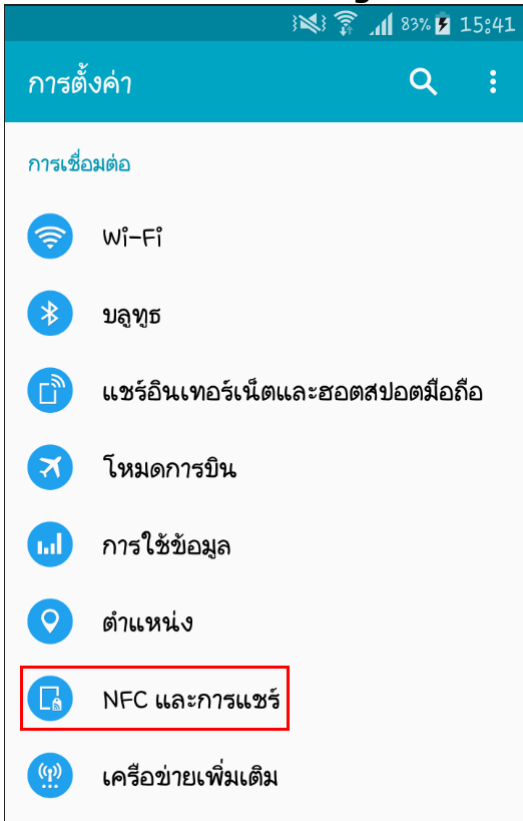 83% 15:41
การตั้งค่า
การเชื่อมต่อ
Wi-Fi
บลูทูธ
แชร์อินเทอร์เน็ตและฮอตสปอตมือถือ
โหมดการบิน
การใช้ข้อมูล
ตำแหน่ง
NFC และการแชร์
เครือข่ายเพิ่มเติม